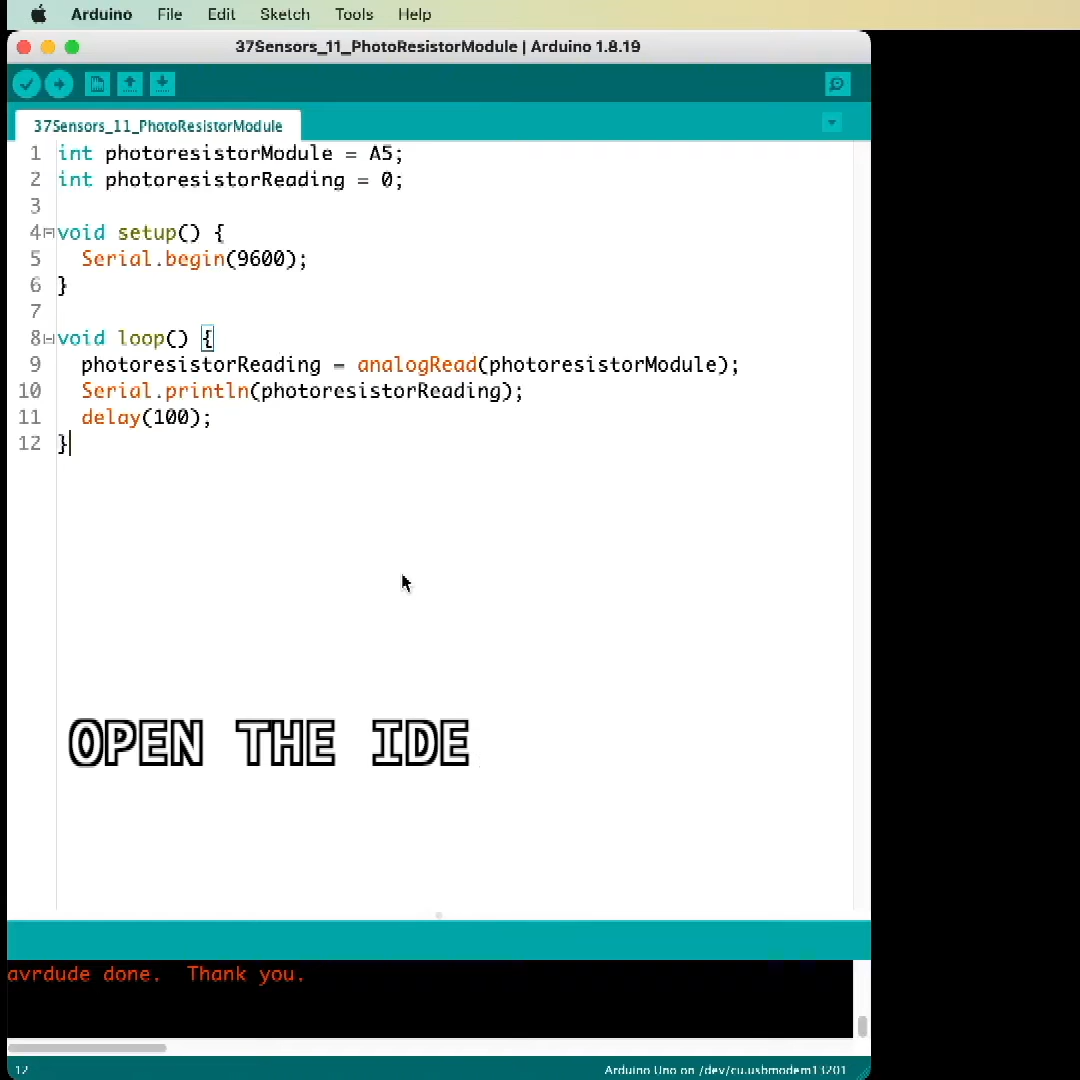 Arduino File Edit Sketch Tools Help
37Sensors_11_PhotoResistorModule | Arduino 1.8.19
37Sensors_11_PhotoResistorModule
1 int photoresistorModule = A5;
2 int photoresistorReading = 0;
3
4 void setup() {
5 Serial.begin(9600);
6 }
7
8 void loop() {
9 photoresistorReading = analogRead(photoresistorModule);
10 Serial.println(photoresistorReading);
11 delay(100);
12 }
OPEN THE IDE
avrdude done. Thank you.
12 Arduino Uno on /dev/cu.usbmodem13201